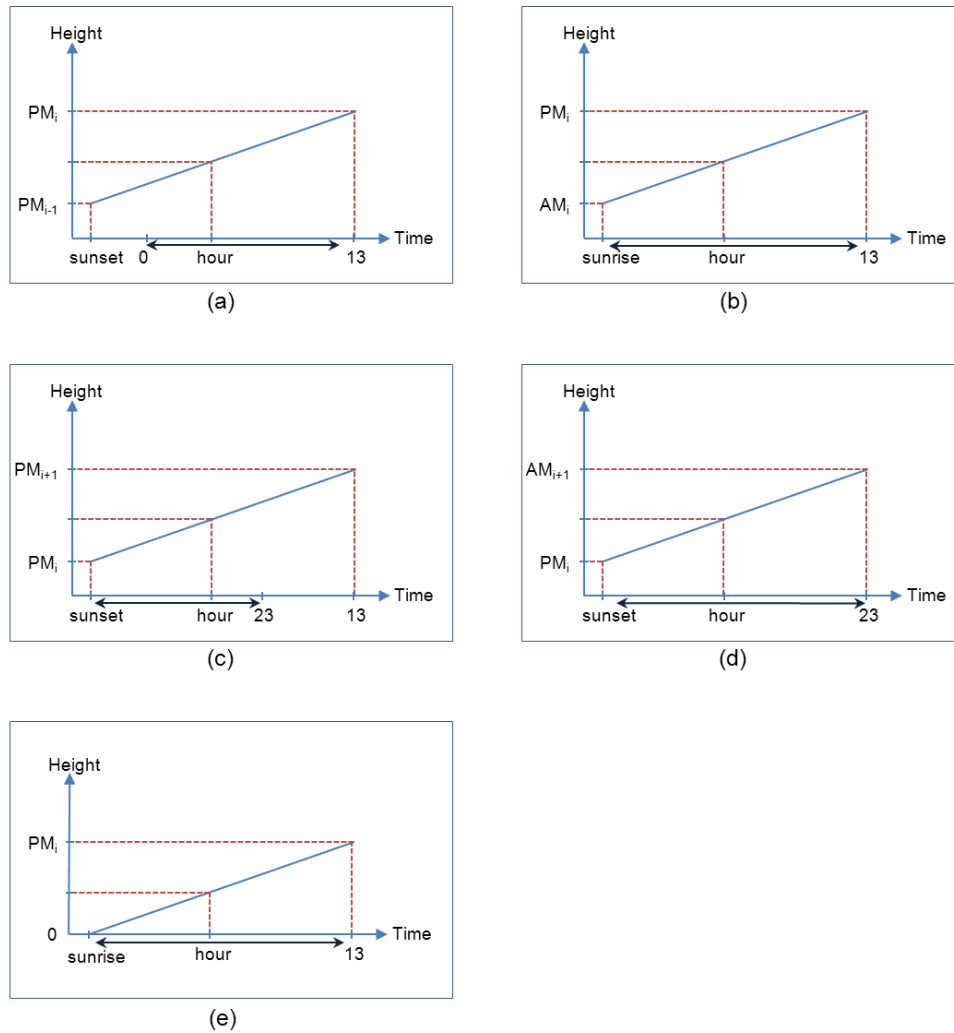 Height
PMᵢ
PMᵢ₋₁
Time
sunset 0 hour 13
(a)
Height
PMᵢ
AMᵢ
Time
sunrise hour 13
(b)
Height
PMᵢ₊₁
PMᵢ
Time
sunset hour 23 13
(c)
Height
AMᵢ₊₁
PMᵢ
Time
sunset hour 23
(d)
Height
PMᵢ
0
Time
sunrise hour 13
(e)